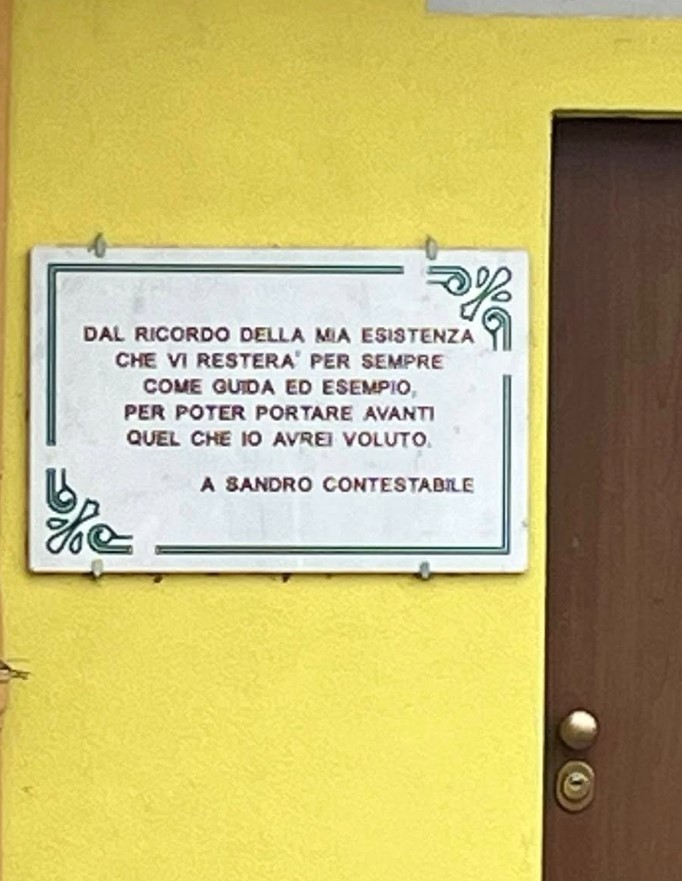 DAL RICORDO DELLA MIA ESISTENZA
CHE VI RESTERA' PER SEMPRE
COME GUIDA ED ESEMPIO,
PER POTER PORTARE AVANTI
QUEL CHE IO AVREI VOLUTO.
A SANDRO CONTESTABILE